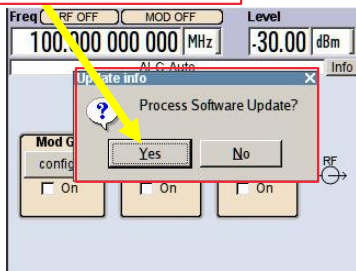 Freq RF OFF MOD OFF Level
100.000 000 000 MHz -30.00 dBm
ALC-Auto Info
Update info X
Process Software Update?
Yes No
Mod G
config
RF
On On On